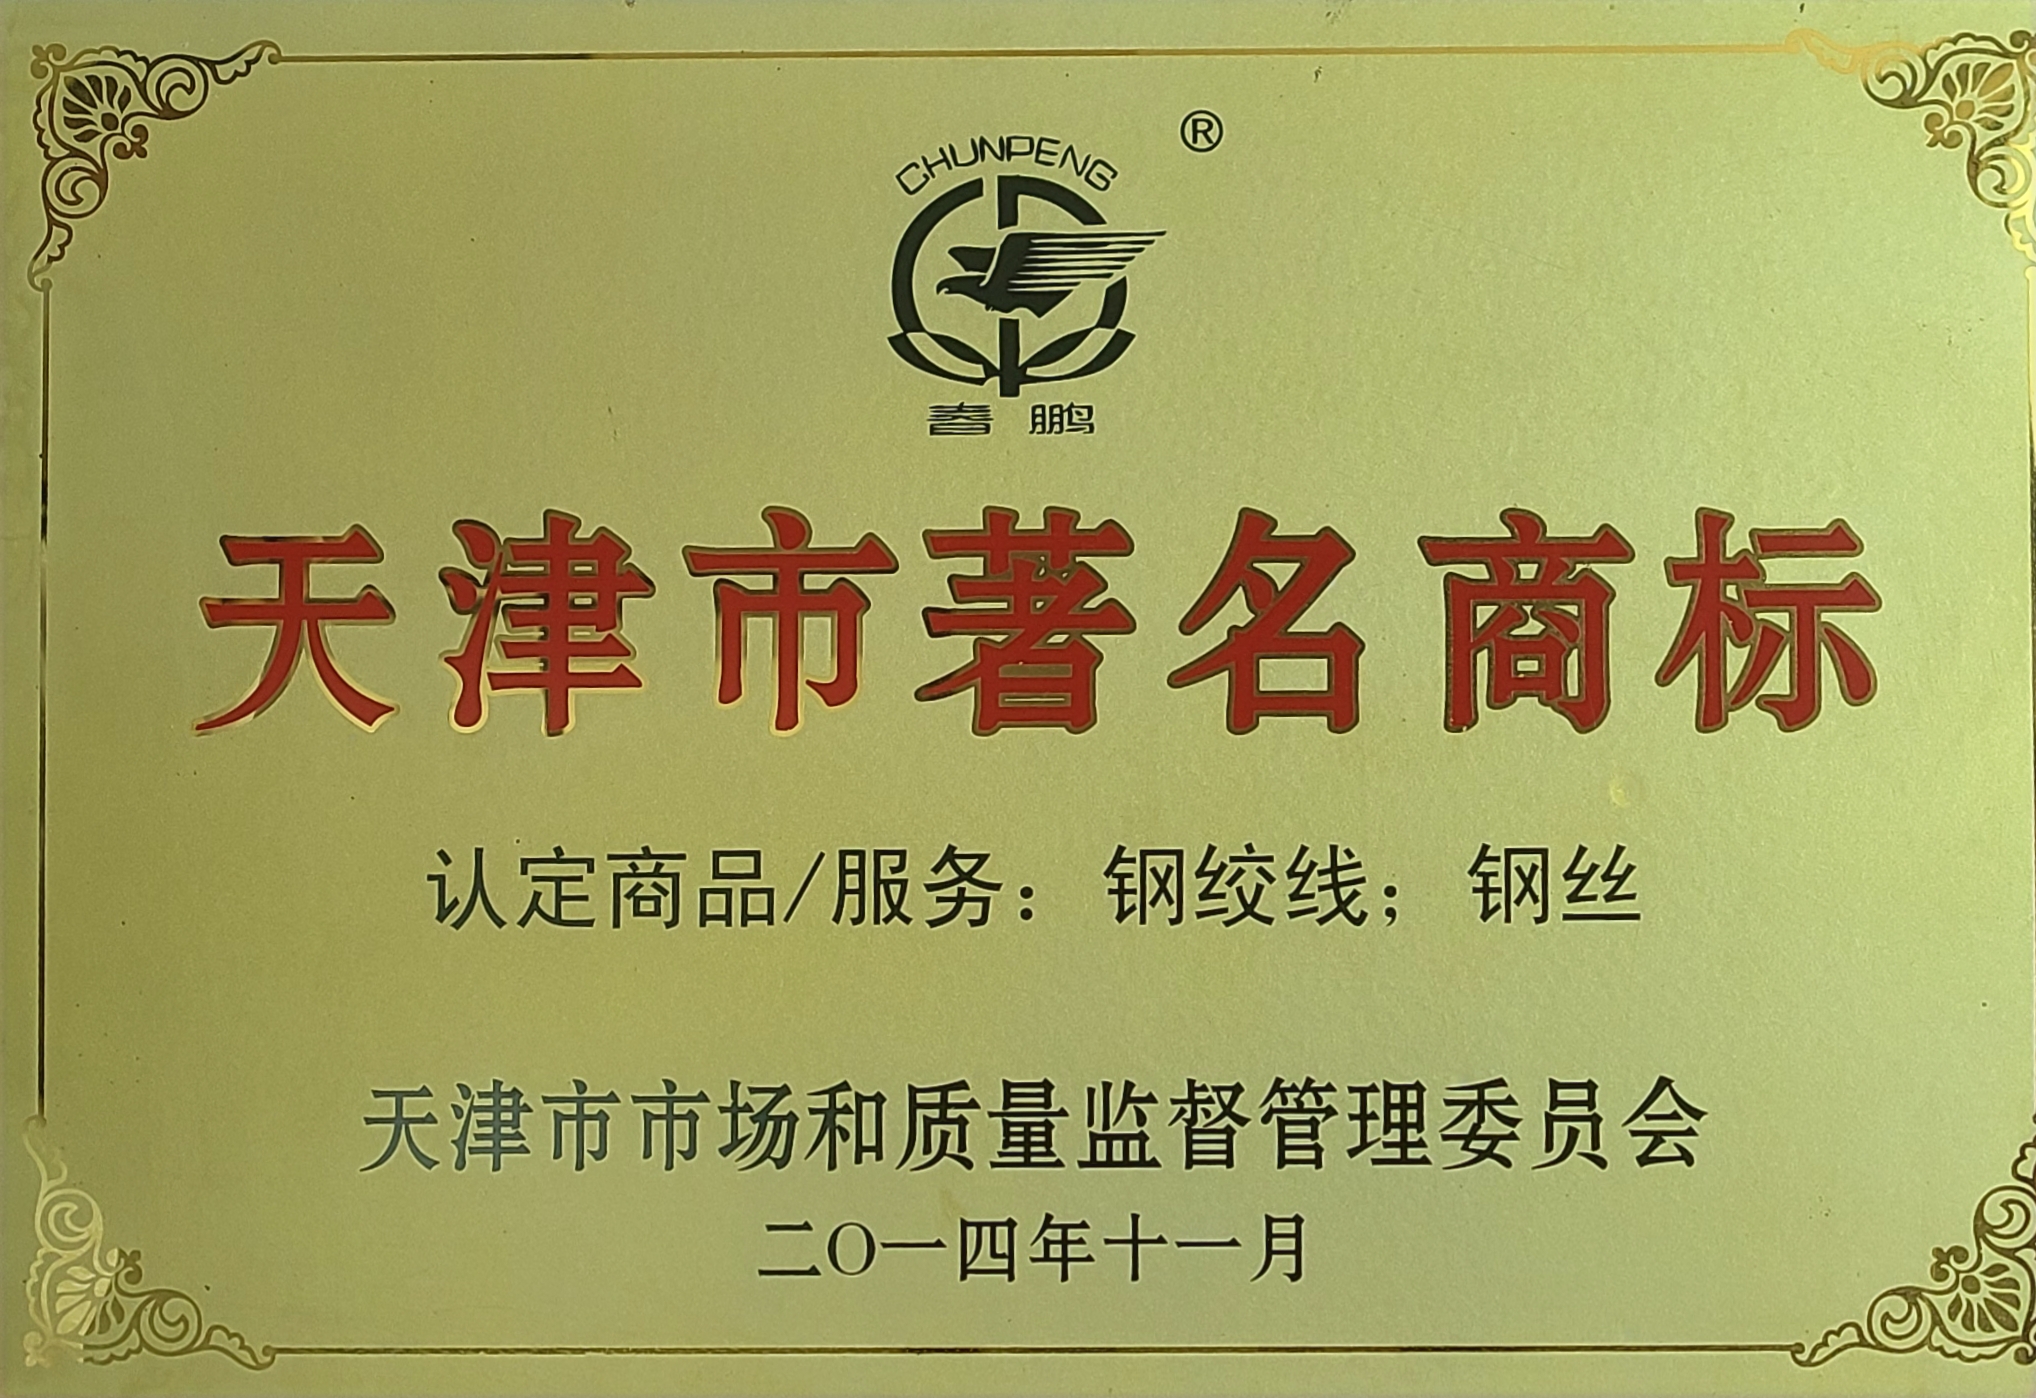 CHUNPENG ®
春鹏
天津市著名商标
认定商品/服务：钢绞线；钢丝
天津市市场和质量监督管理委员会
二〇一四年十一月